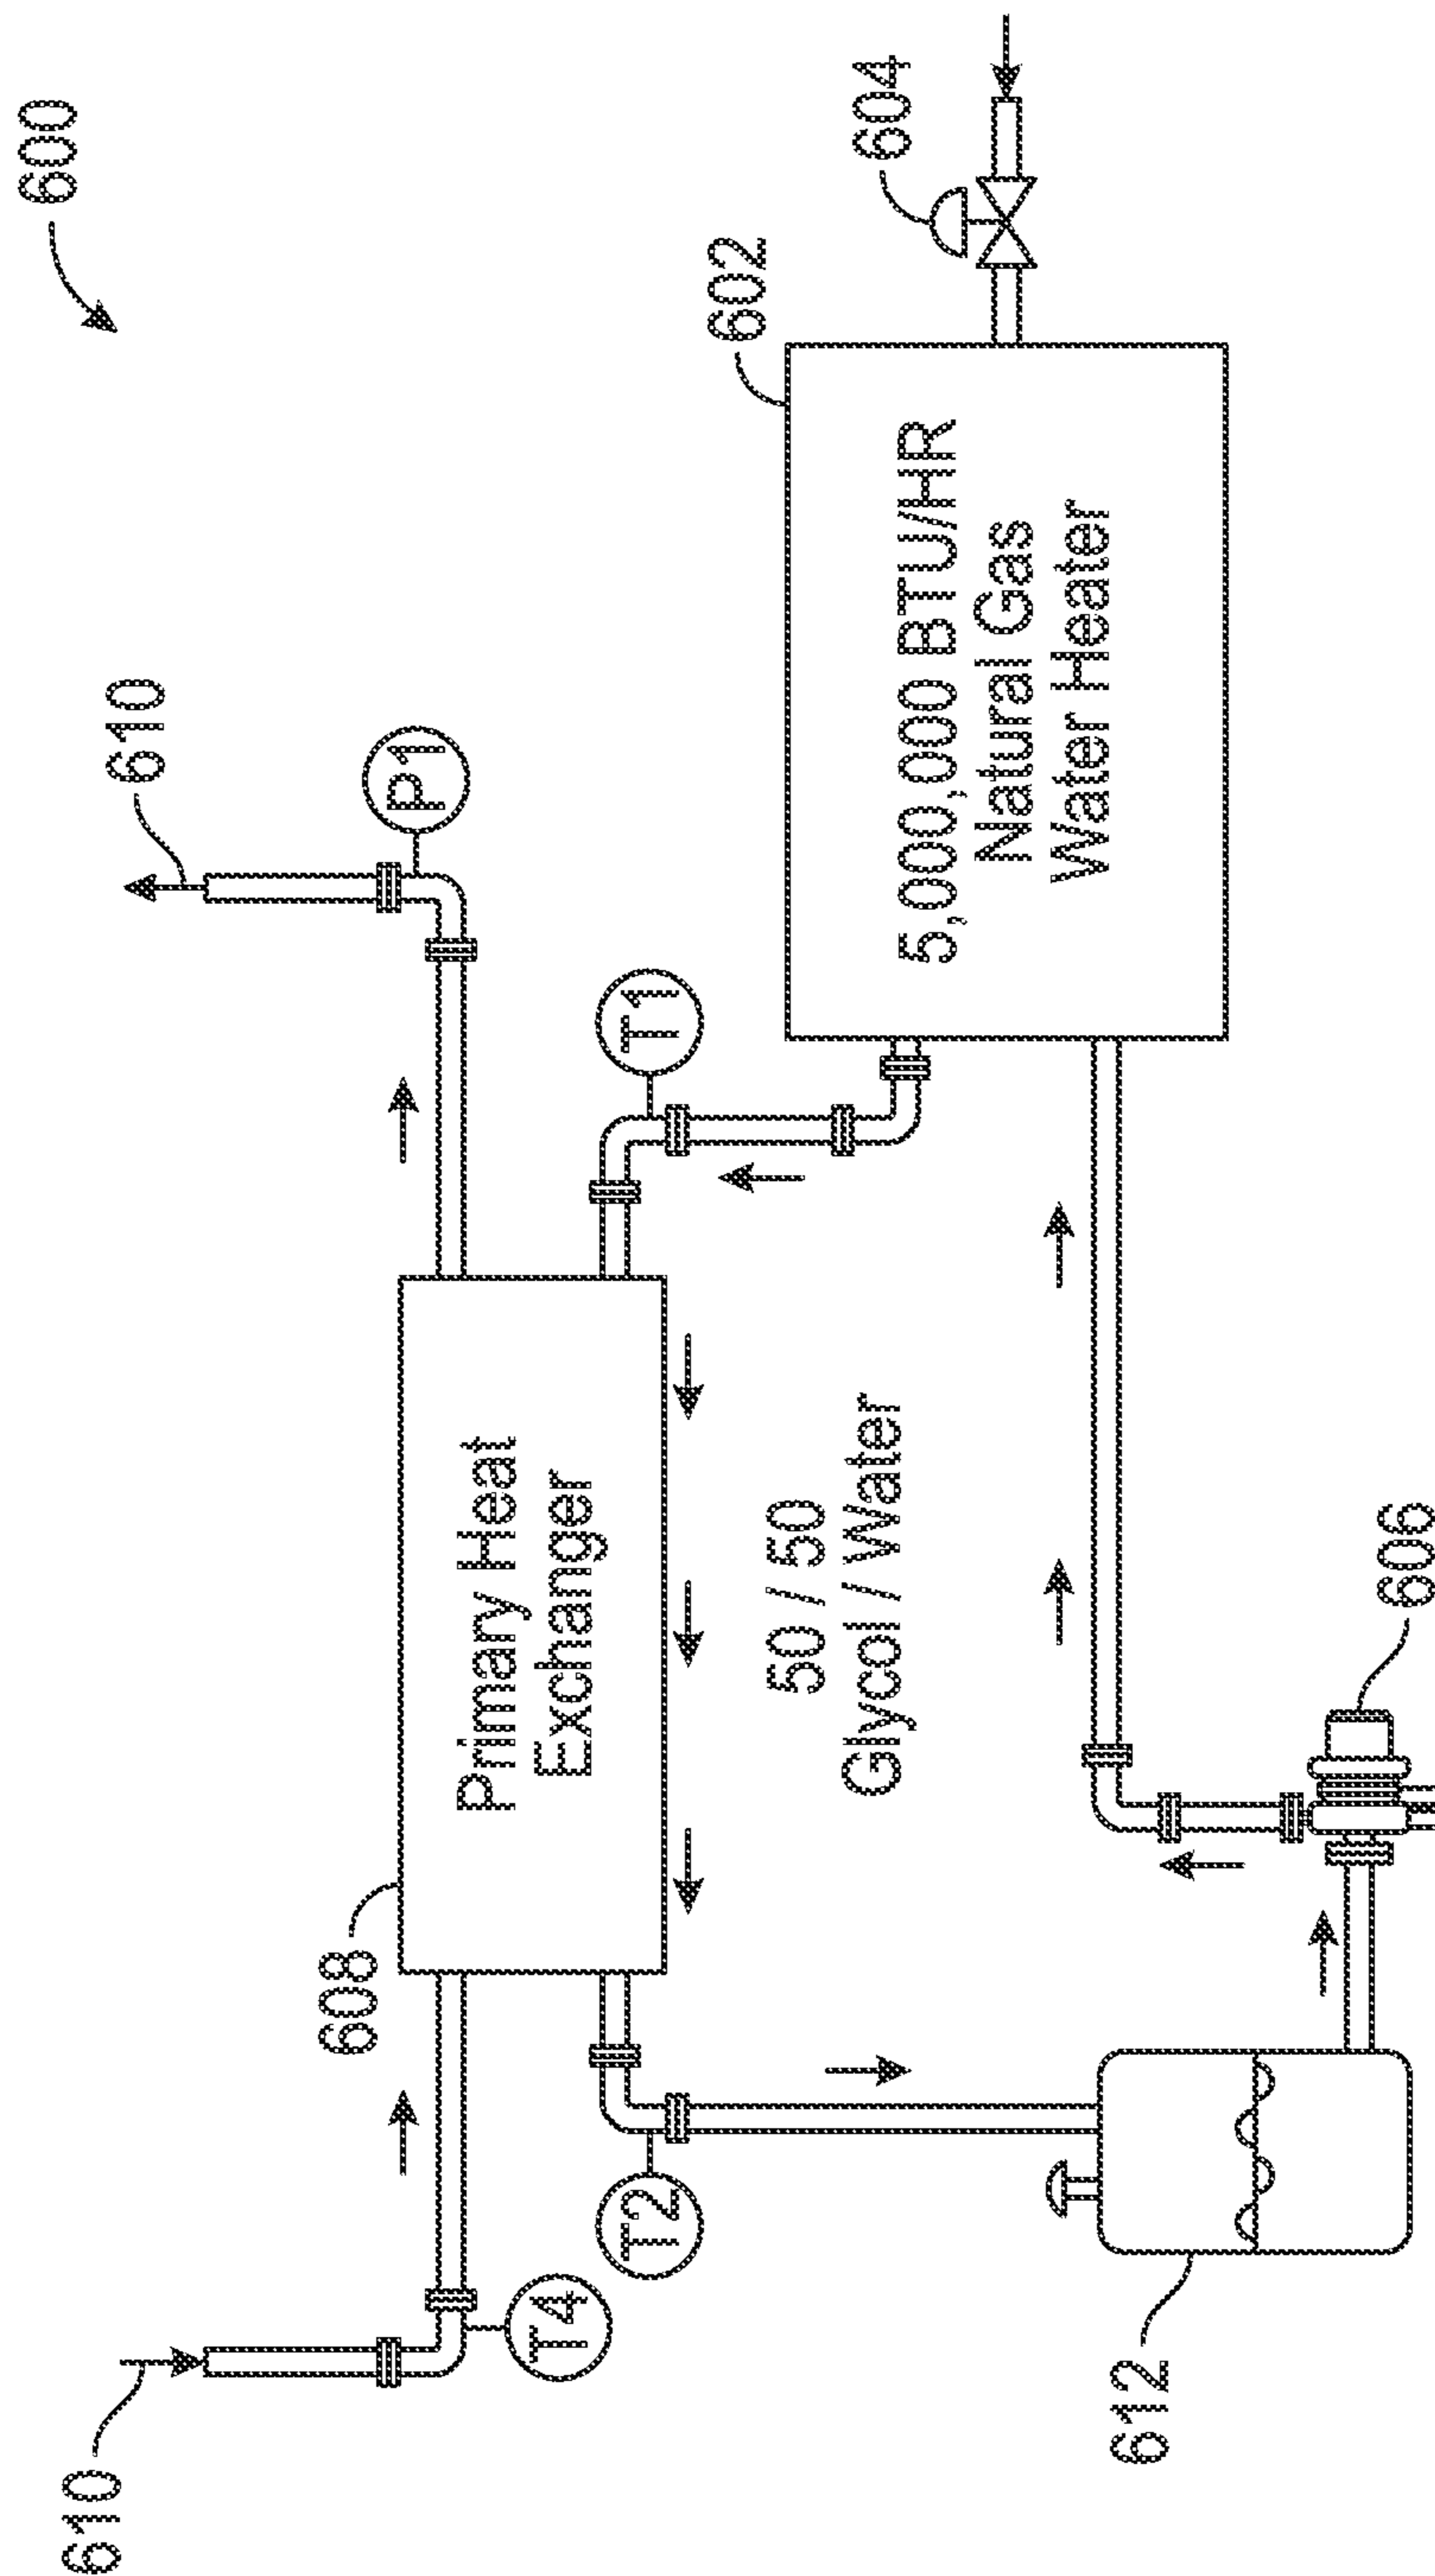 600
610
610
P1
604
608
Primary Heat
Exchanger
T1
602
T4
T2
50 / 50
Glycol / Water
5,000,000 BTU/HR
Natural Gas
Water Heater
612
606